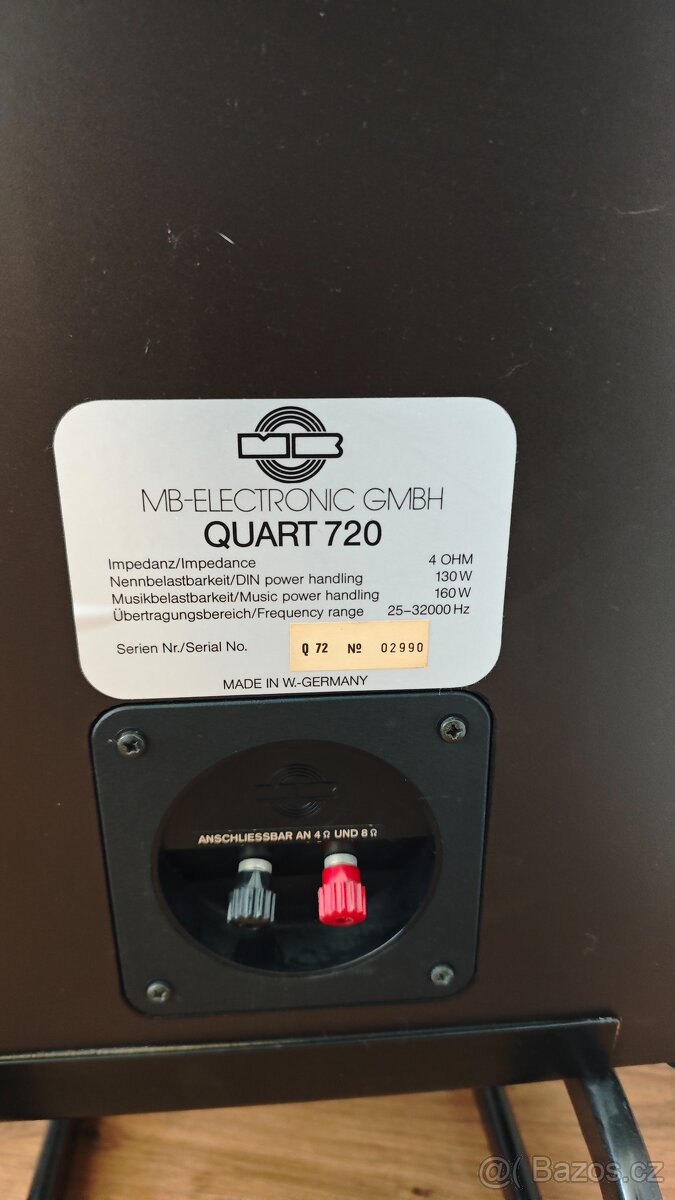 MB
MB-ELECTRONIC GMBH
QUART 720
Impedanz/Impedance 4 OHM
Nennbelastbarkeit/DIN power handling 130 W
Musikbelastbarkeit/Music power handling 160 W
Übertragungsbereich/Frequency range 25–32000 Hz
Serien Nr./Serial No. Q 72 Nº 02990
MADE IN W.-GERMANY
ANSCHLIESSBAR AN 4 Ω UND 8 Ω
@( Bazos.cz